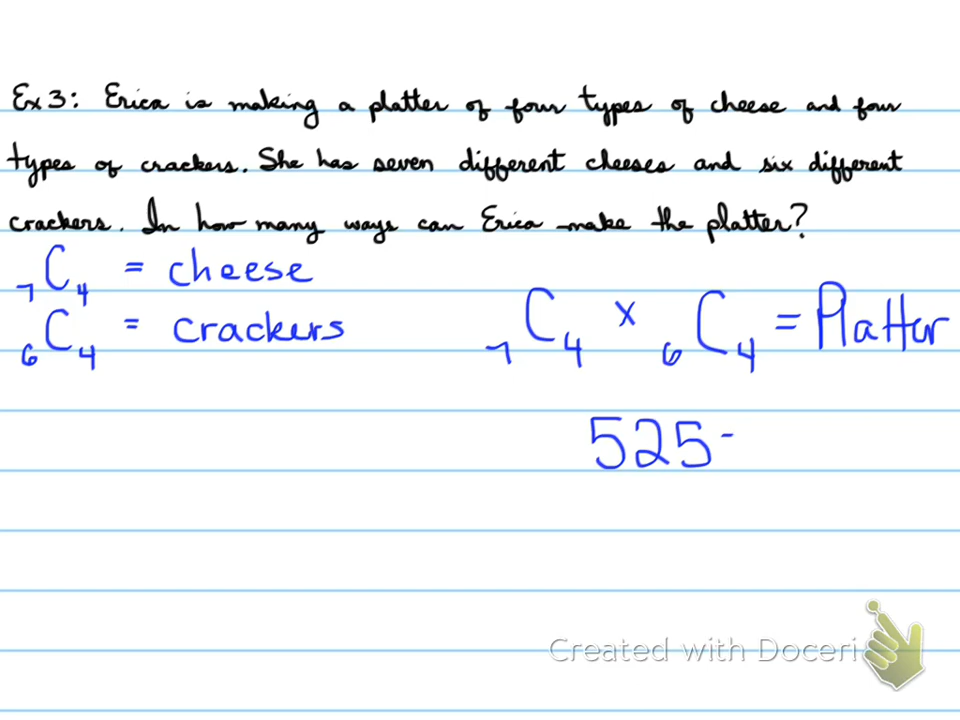 Ex 3: Erica is making a platter of four types of cheese and four
types of crackers. She has seven different cheeses and six different
crackers. In how many ways can Erica make the platter?
7C4 = cheese
6C4 = crackers
7C4 x 6C4 = Platter
525 =
Created with Doceri